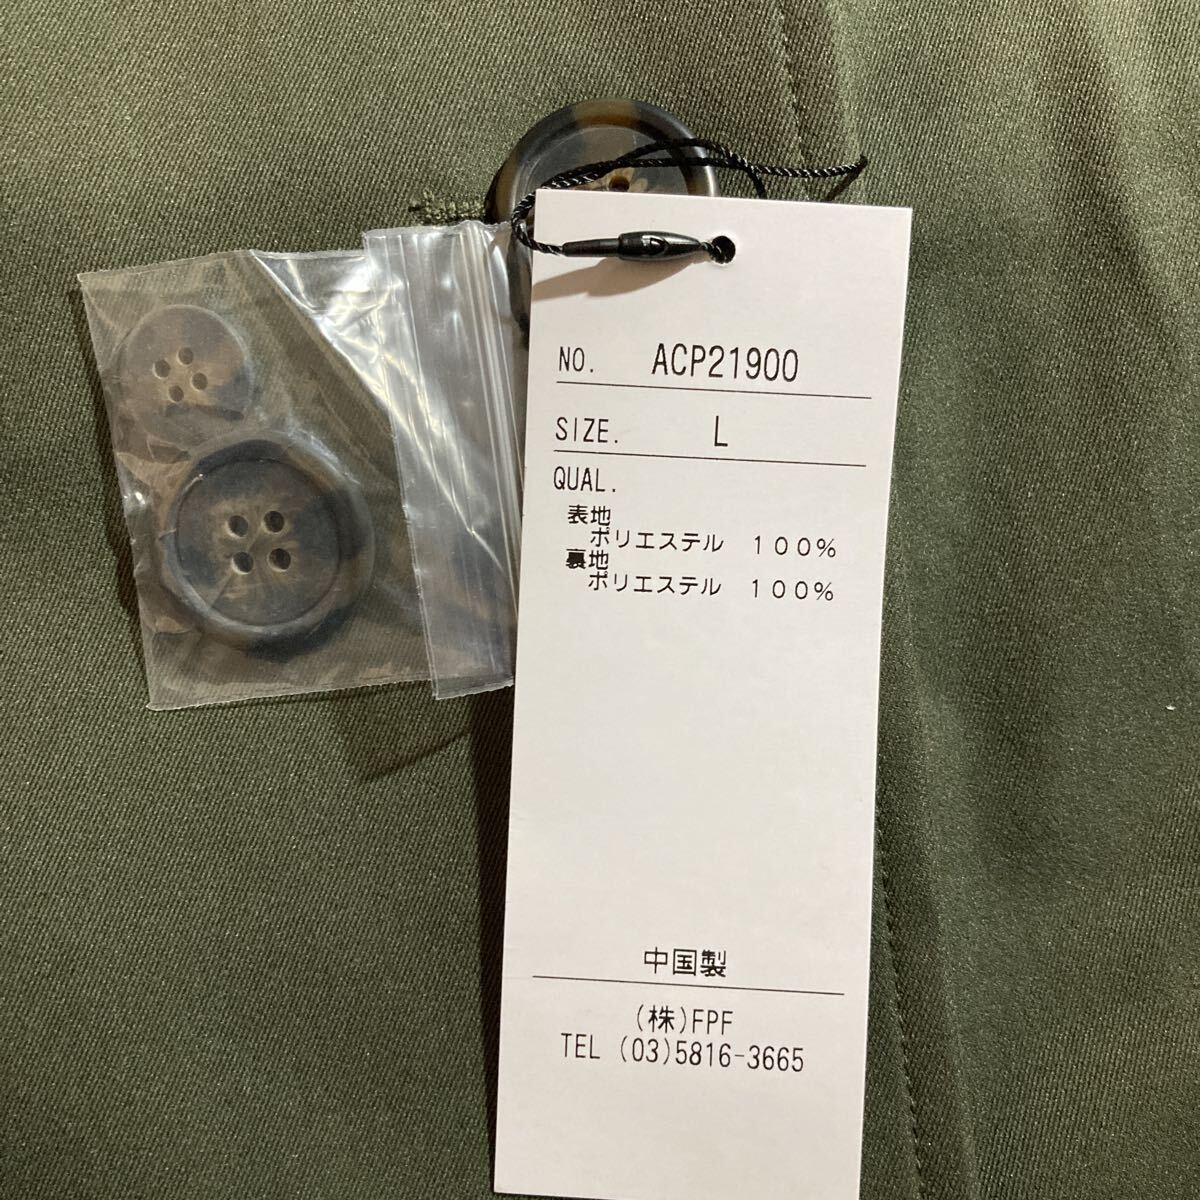 NO. ACP21900
SIZE. L
QUAL.
表地
ポリエステル １００％
裏地
ポリエステル １００％
中国製
(株)FPF
TEL (03)5816-3665